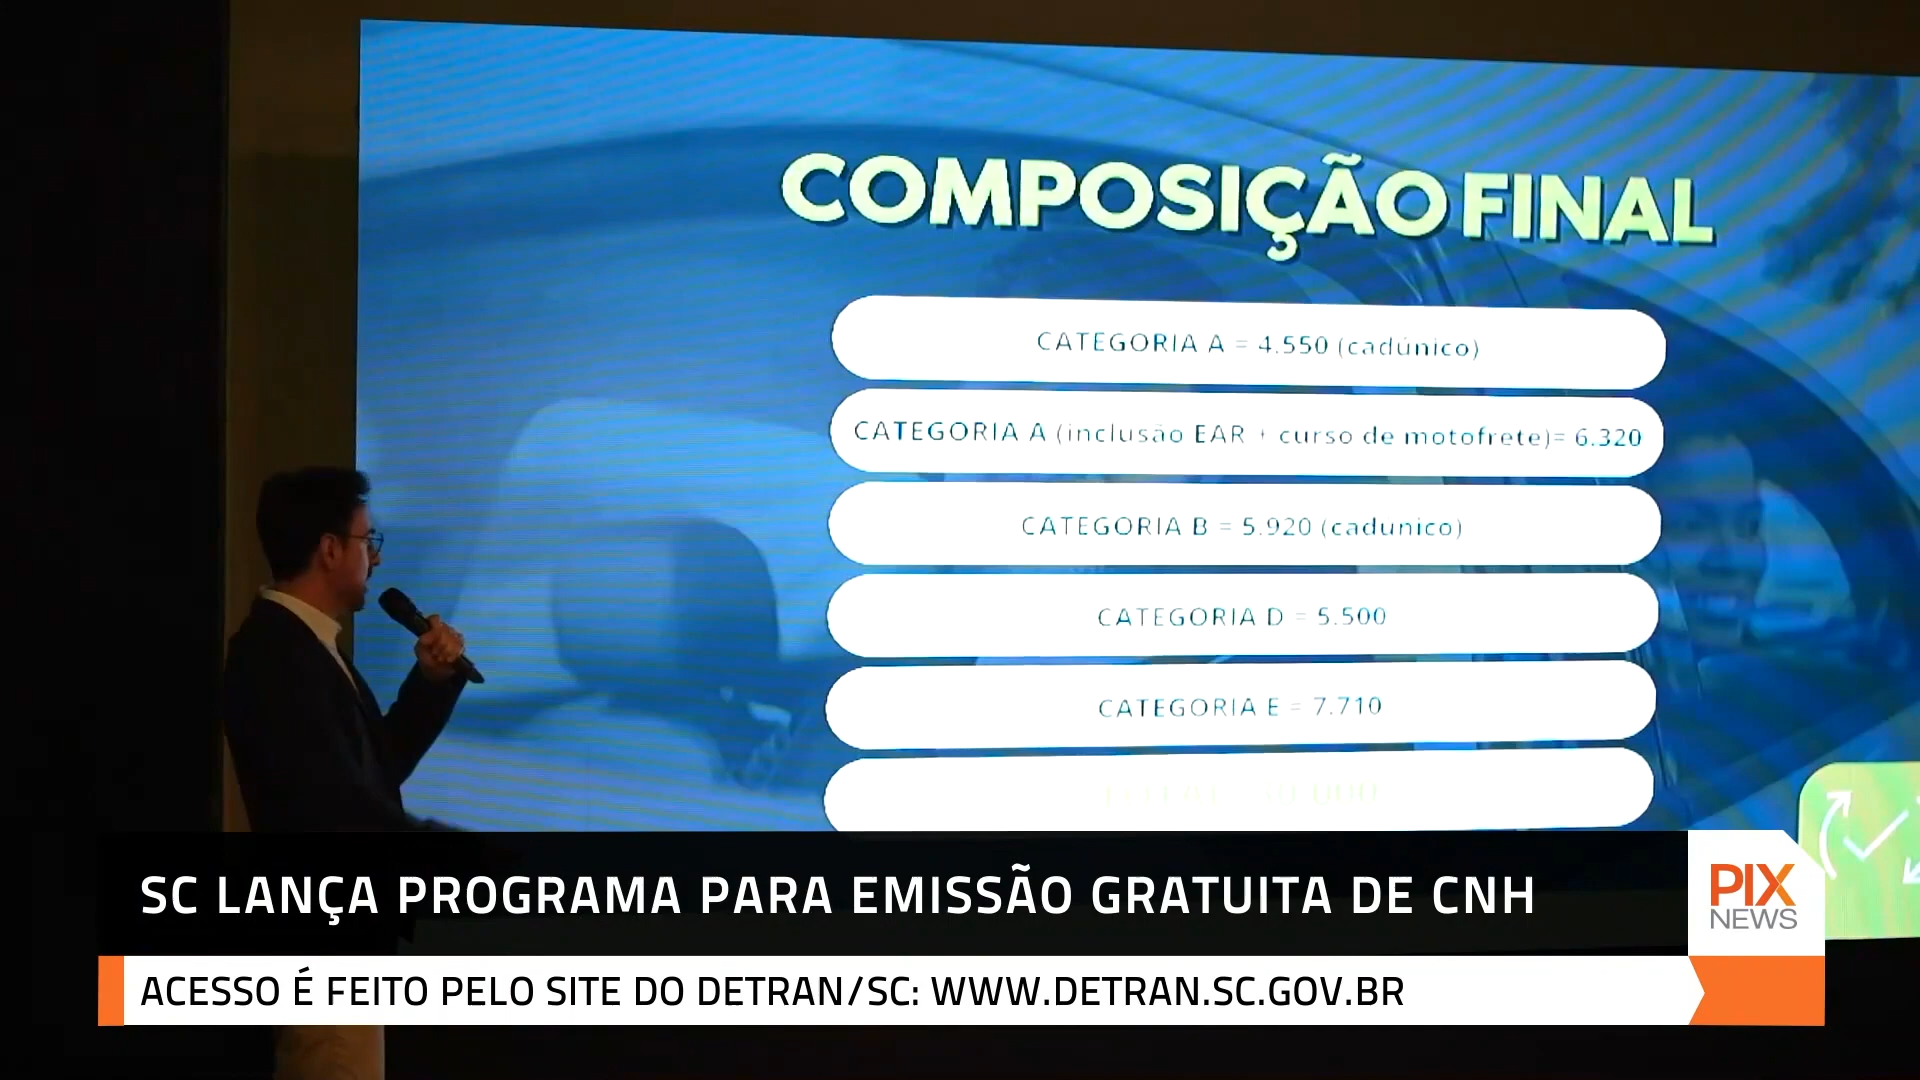 COMPOSIÇÃO FINAL
CATEGORIA A = 4.550 (cadúnico)
CATEGORIA A (inclusão EAR + curso de motofrete)= 6.320
CATEGORIA B = 5.920 (cadunico)
CATEGORIA D = 5.500
CATEGORIA E = 7.710
SC LANÇA PROGRAMA PARA EMISSÃO GRATUITA DE CNH
PIX
NEWS
ACESSO É FEITO PELO SITE DO DETRAN/SC: WWW.DETRAN.SC.GOV.BR